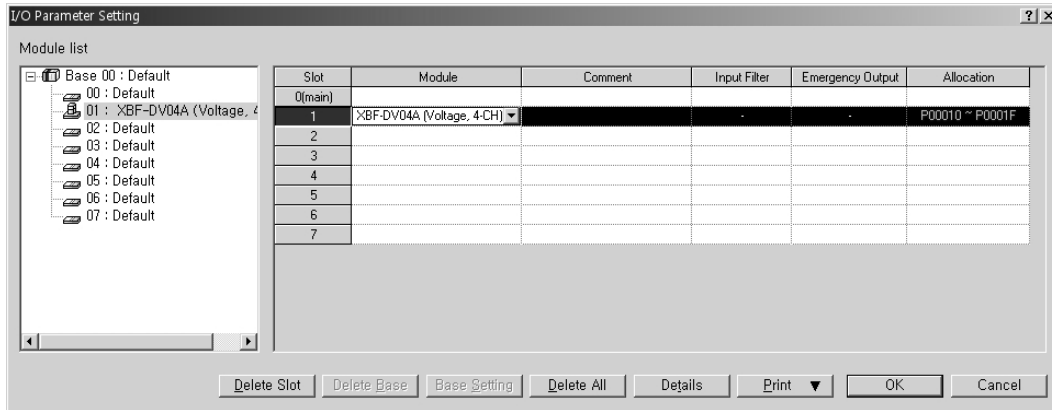 I/O Parameter Setting
Module list
Base 00 : Default
00 : Default
01 : XBF-DV04A (Voltage, 4
02 : Default
03 : Default
04 : Default
05 : Default
06 : Default
07 : Default
Slot Module Comment Input Filter Emergency Output Allocation
0(main)
1 XBF-DV04A (Voltage, 4-CH) - - P00010 ~ P0001F
2
3
4
5
6
7
Delete Slot Delete Base Base Setting Delete All Details Print ▼ OK Cancel